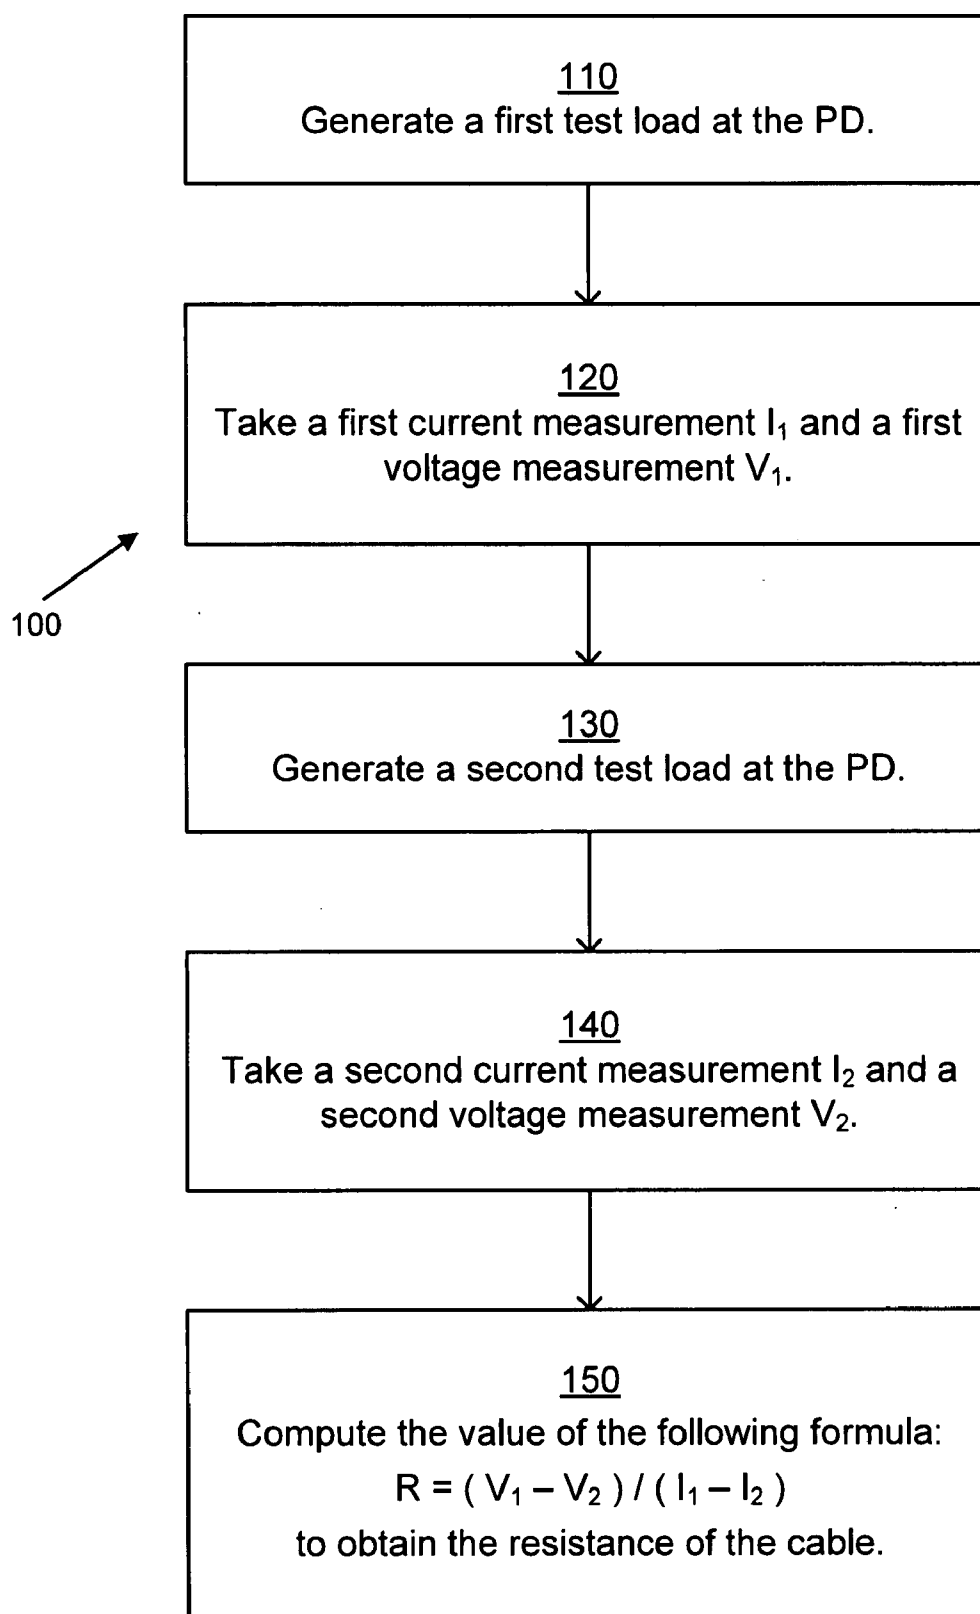 110
Generate a first test load at the PD.
120
Take a first current measurement I₁ and a first
voltage measurement V₁.
100
130
Generate a second test load at the PD.
140
Take a second current measurement I₂ and a
second voltage measurement V₂.
150
Compute the value of the following formula:
R = ( V₁ – V₂ ) / ( I₁ – I₂ )
to obtain the resistance of the cable.